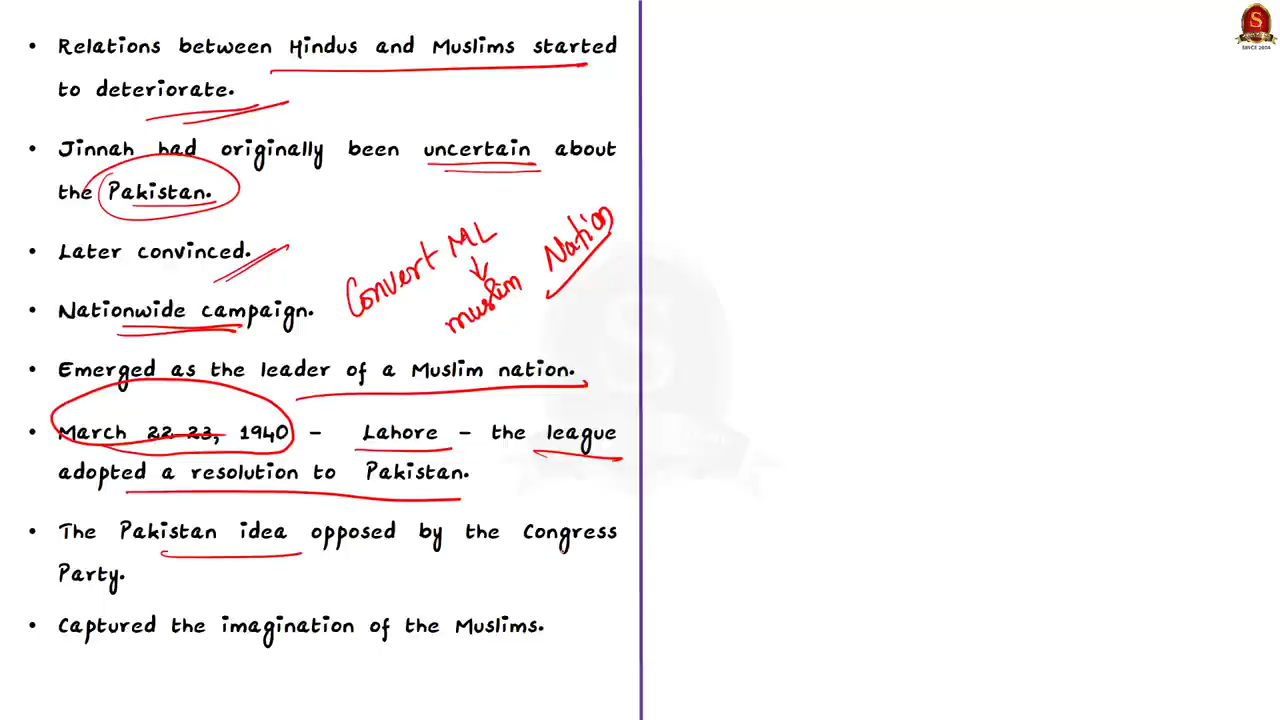 • Relations between Hindus and Muslims started
to deteriorate.
• Jinnah had originally been uncertain about
the Pakistan.
• Later convinced.
Convert ML
↓
muslim Nation
• Nationwide campaign.
• Emerged as the leader of a Muslim nation.
• March 22-23, 1940 - Lahore - the league
adopted a resolution to Pakistan.
• The Pakistan idea opposed by the Congress
Party.
• Captured the imagination of the Muslims.
S
SINCE 2004